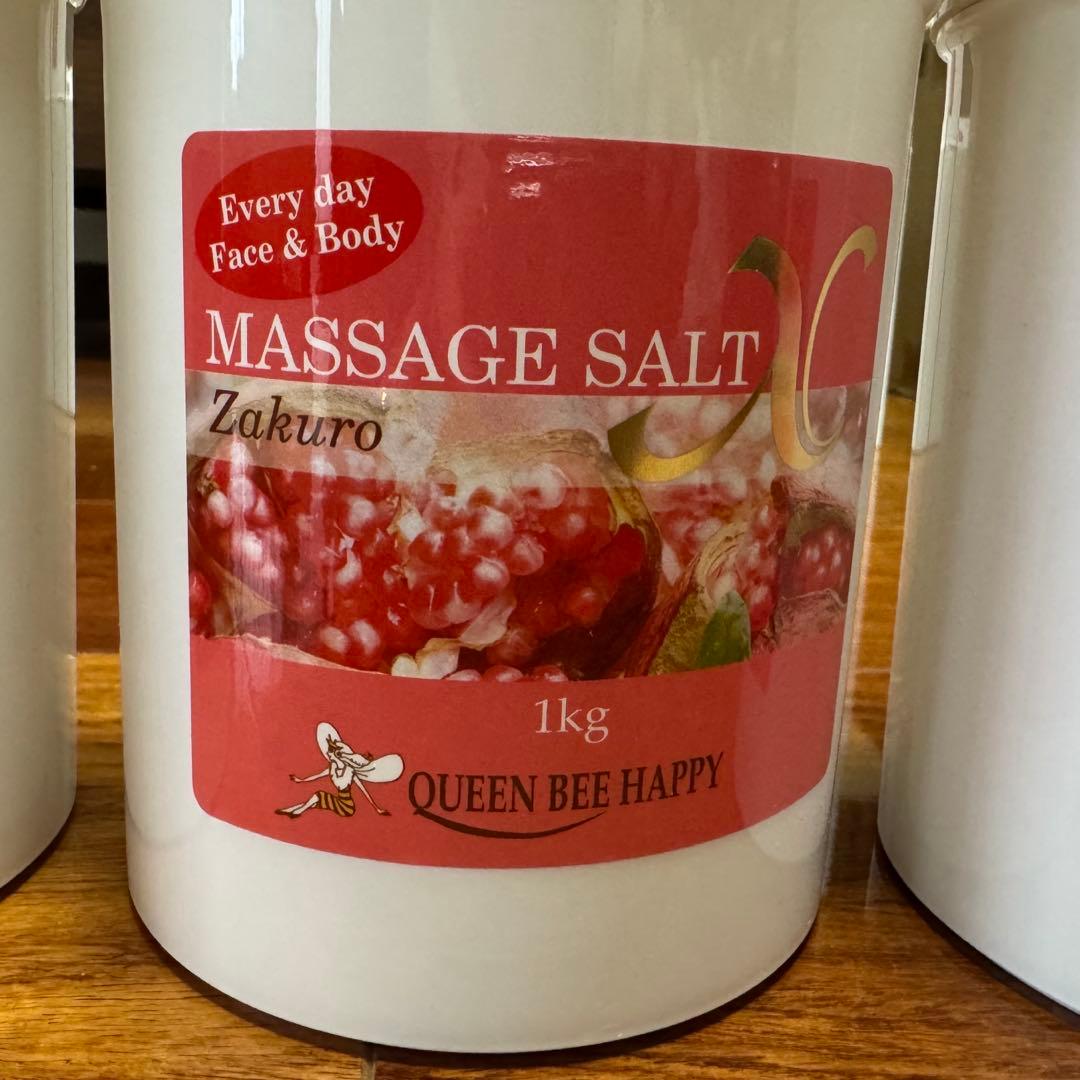 Every day
Face & Body
MASSAGE SALT
Zakuro
1kg
QUEEN BEE HAPPY